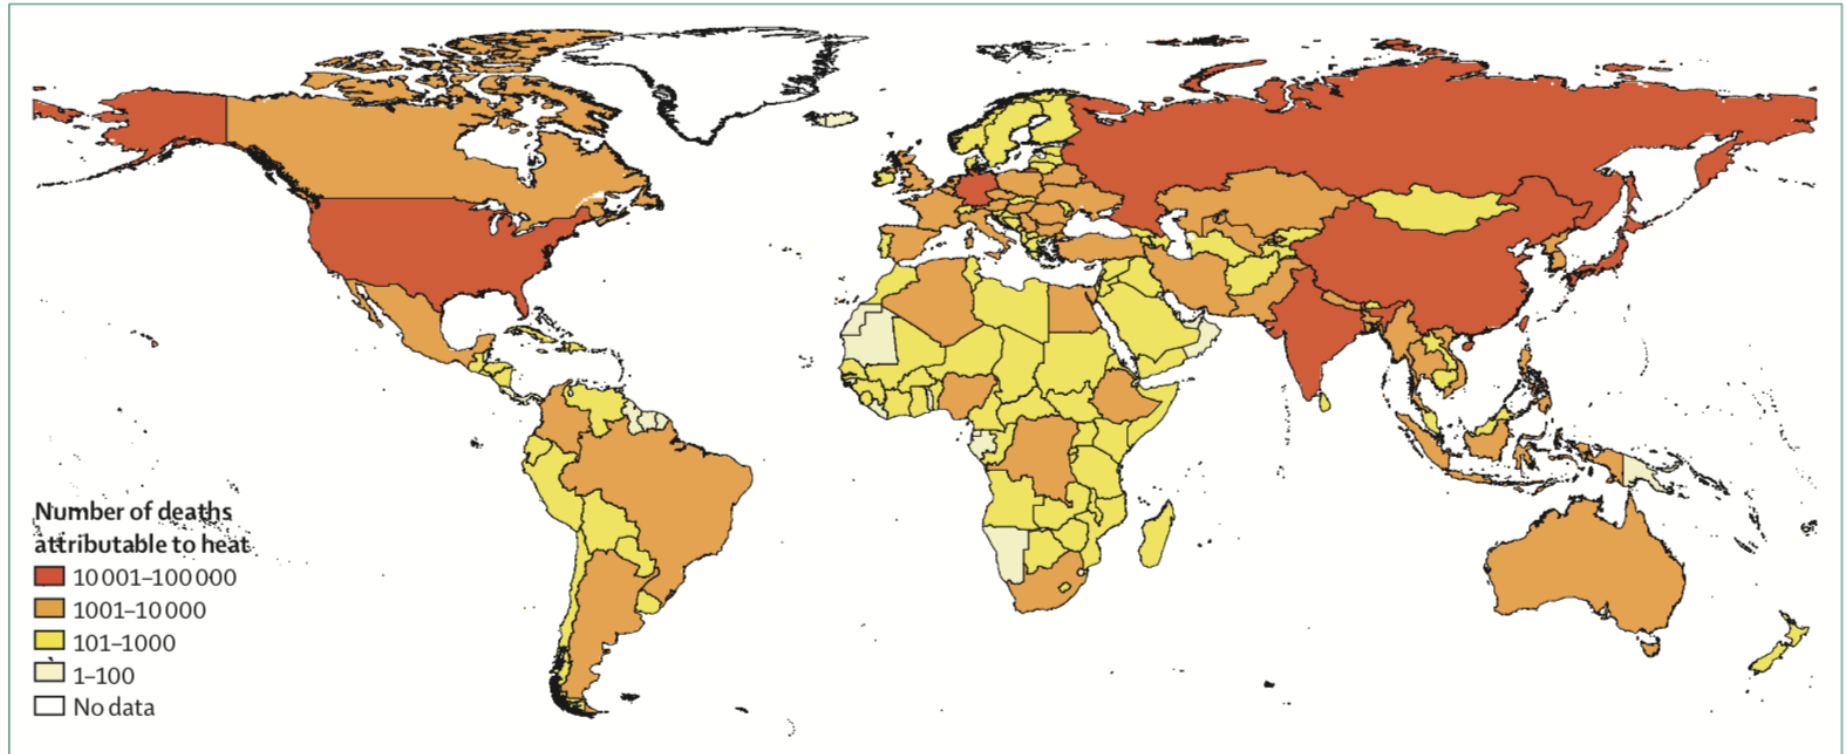 Number of deaths
attributable to heat
10 001–100 000
1001–10 000
101–1000
1–100
No data